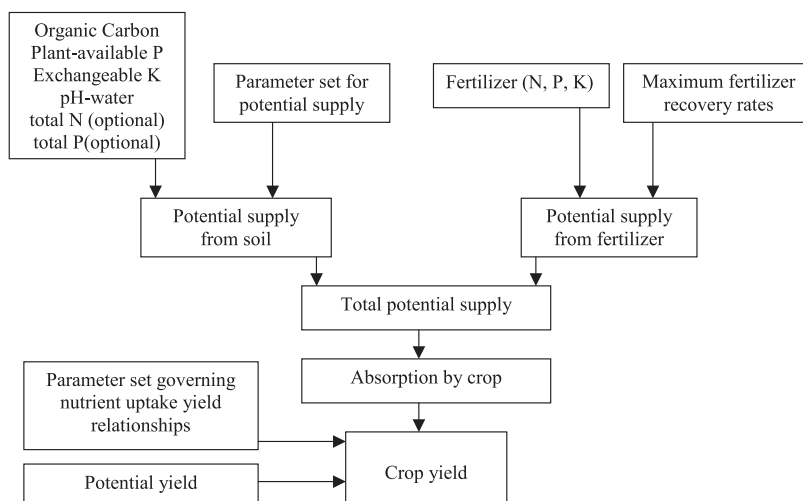 Organic Carbon
Plant-available P
Exchangeable K
pH-water
total N (optional)
total P(optional)
Parameter set for
potential supply
Fertilizer (N, P, K)
Maximum fertilizer
recovery rates
Potential supply
from soil
Potential supply
from fertilizer
Total potential supply
Absorption by crop
Parameter set governing
nutrient uptake yield
relationships
Potential yield
Crop yield